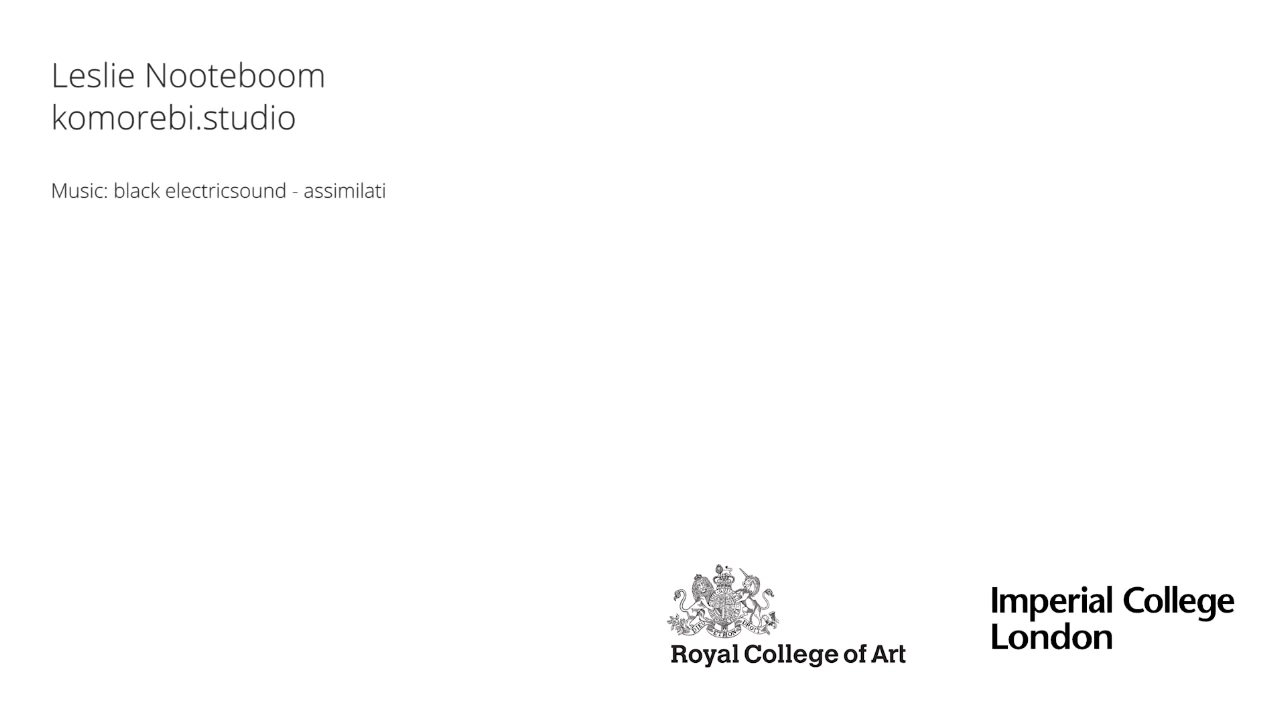 Leslie Nooteboom
komorebi.studio
Music: black electricsound - assimilati
Royal College of Art
Imperial College
London